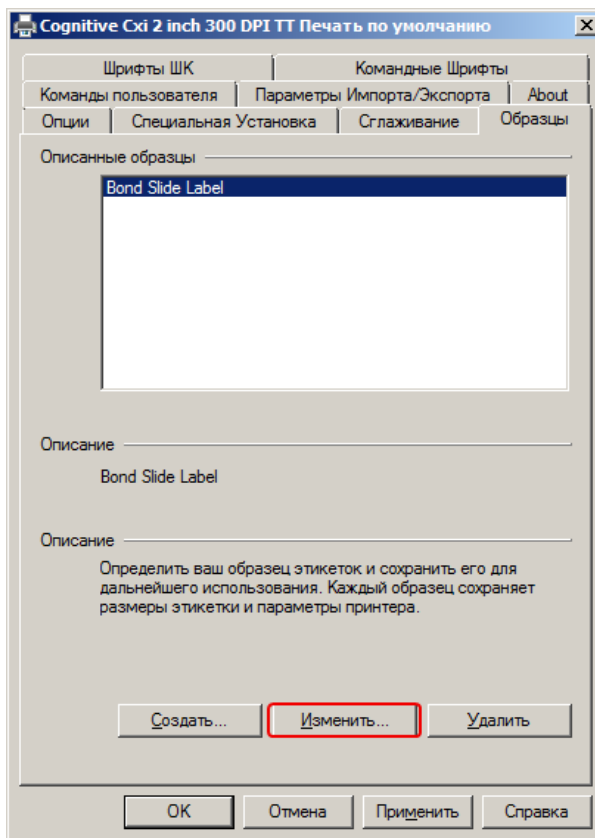 Cognitive Cxi 2 inch 300 DPI TT Печать по умолчанию
Шрифты ШК
Командные Шрифты
Команды пользователя
Параметры Импорта/Экспорта
About
Опции
Специальная Установка
Сглаживание
Образцы
Описанные образцы
Bond Slide Label
Описание
Bond Slide Label
Описание
Определить ваш образец этикеток и сохранить его для
дальнейшего использования. Каждый образец сохраняет
размеры этикетки и параметры принтера.
Создать...
Изменить...
Удалить
OK
Отмена
Применить
Справка